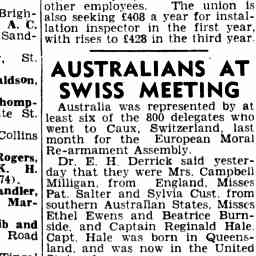 Brigh-
A. C.
Sand-
St.
aldson,
homp-
te St.
Collins
Rogers,
K. H.
74).
andler,
Mar-
ib and
Road
other employees. The union is
also seeking £408 a year for instal-
lation inspector in the first year,
with rises to £428 in the third year.
AUSTRALIANS AT
SWISS MEETING
Australia was represented by at
least six of the 800 delegates who
went to Caux, Switzerland, last
month for the European Moral
Re-armament Assembly.
Dr. E. H. Derrick said yester-
day that they were Mrs. Campbell
Milligan, from England, Misses
Pat. Salter and Sylvia Cust, from
southern Australian States, Misses
Ethel Ewens and Beatrice Burn-
side, and Captain Reginald Hale.
Capt. Hale was born in Queens-
land, and was now in the United